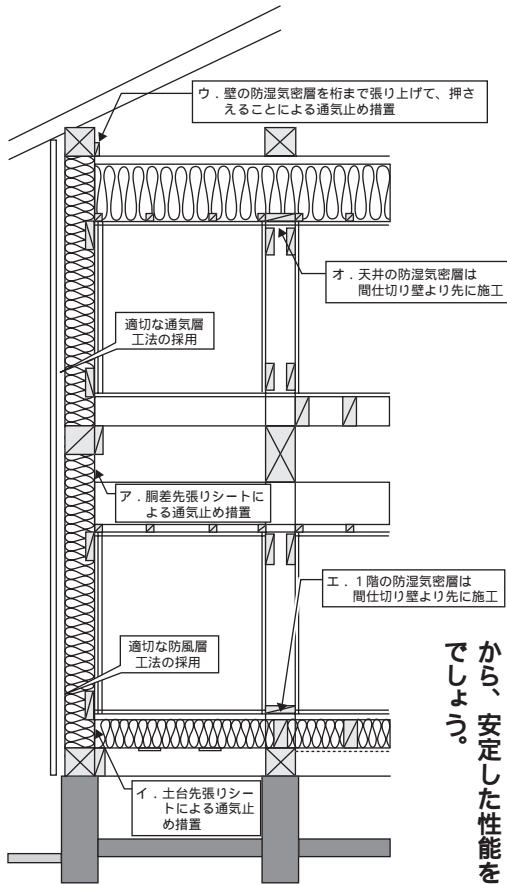 ウ．壁の防湿気密層を桁まで張り上げて、押さ
えることによる通気止め措置
オ．天井の防湿気密層は
間仕切り壁より先に施工
適切な通気層
工法の採用
ア．胴差先張りシートに
よる通気止め措置
エ．１階の防湿気密層は
間仕切り壁より先に施工
適切な防風層
工法の採用
イ．土台先張りシー
トによる通気止
め措置
から、安定した性能を
でしょう。